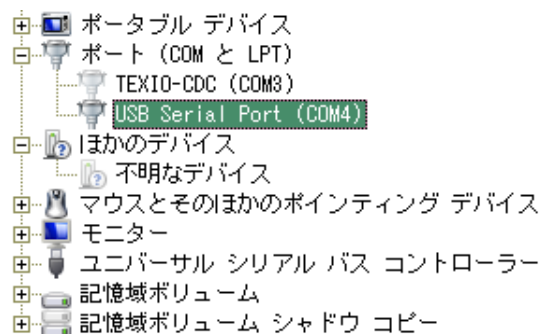 ポータブル デバイス
ポート (COM と LPT)
TEXIO-CDC (COM3)
USB Serial Port (COM4)
ほかのデバイス
不明なデバイス
マウスとそのほかのポインティング デバイス
モニター
ユニバーサル シリアル バス コントローラー
記憶域ボリューム
記憶域ボリューム シャドウ コピー